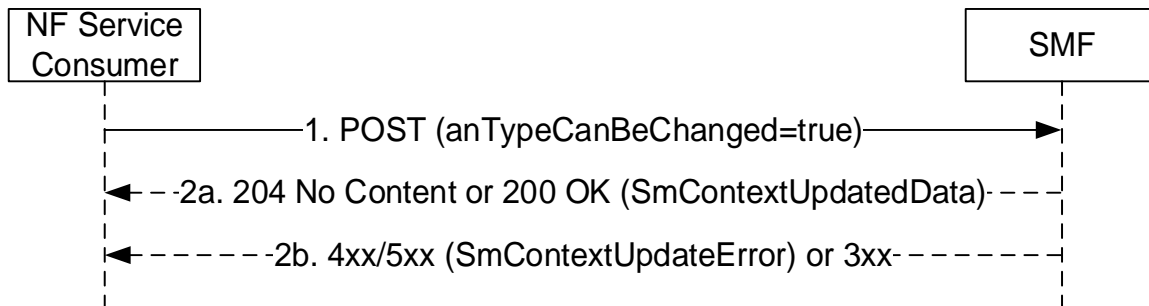 NF Service
Consumer
SMF
1. POST (anTypeCanBeChanged=true)
2a. 204 No Content or 200 OK (SmContextUpdatedData)
2b. 4xx/5xx (SmContextUpdateError) or 3xx